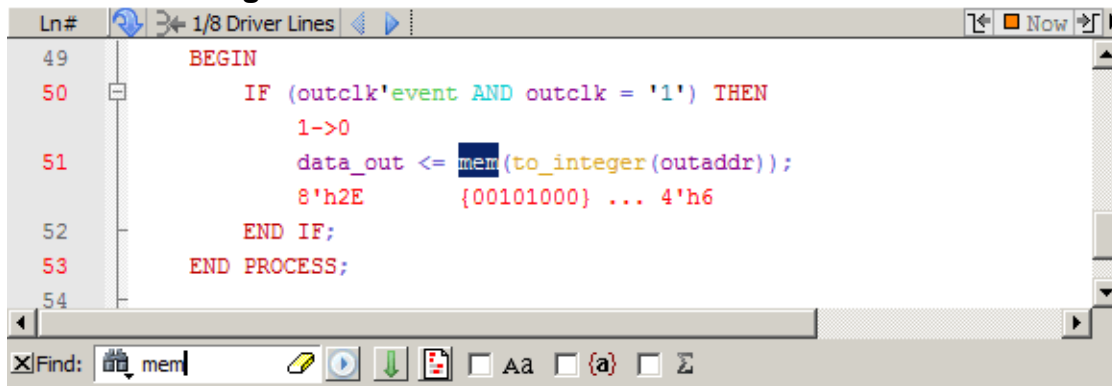 Ln# 1/8 Driver Lines Now
49 BEGIN
50 IF (outclk'event AND outclk = '1') THEN
1->0
51 data_out <= mem(to_integer(outaddr));
8'h2E {00101000} ... 4'h6
52 END IF;
53 END PROCESS;
54
Find: mem Aa {a} Σ